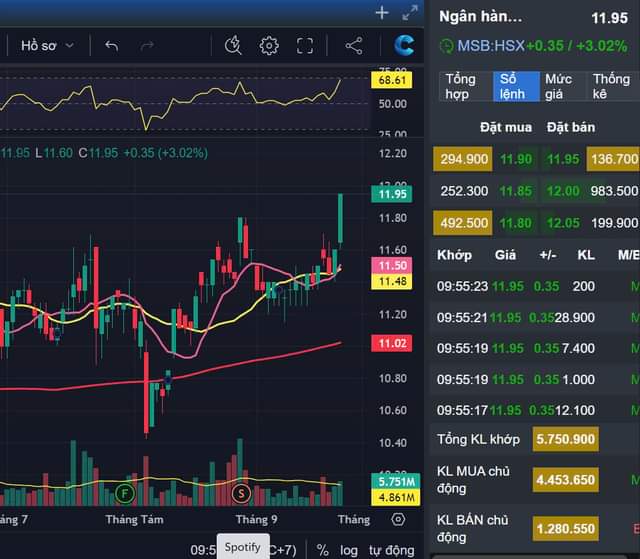 Ngân hàn... 11.95
Hồ sơ
MSB:HSX +0.35 / +3.02%
75.00
68.61
50.00
25.00
Tổng hợp
Sổ lệnh
Mức giá
Thống kê
Đặt mua Đặt bán
294.900 11.90 11.95 136.700
252.300 11.85 12.00 983.500
492.500 11.80 12.05 199.900
11.95 L11.60 C11.95 +0.35 (+3.02%)
12.20
12.00
11.95
11.80
11.60
11.50
11.48
11.20
11.02
10.80
10.60
10.40
5.751M
4.861M
F
S
áng 7 Tháng Tám Tháng 9 Tháng
09:5
Spotify
C+7) % log tự động
Khớp Giá +/- KL M/B
09:55:23 11.95 0.35 200 M
09:55:21 11.95 0.35 28.900 M
09:55:19 11.95 0.35 7.400 M
09:55:19 11.95 0.35 1.000 M
09:55:17 11.95 0.35 12.100 M
Tổng KL khớp 5.750.900
KL MUA chủ động 4.453.650
KL BÁN chủ động 1.280.550